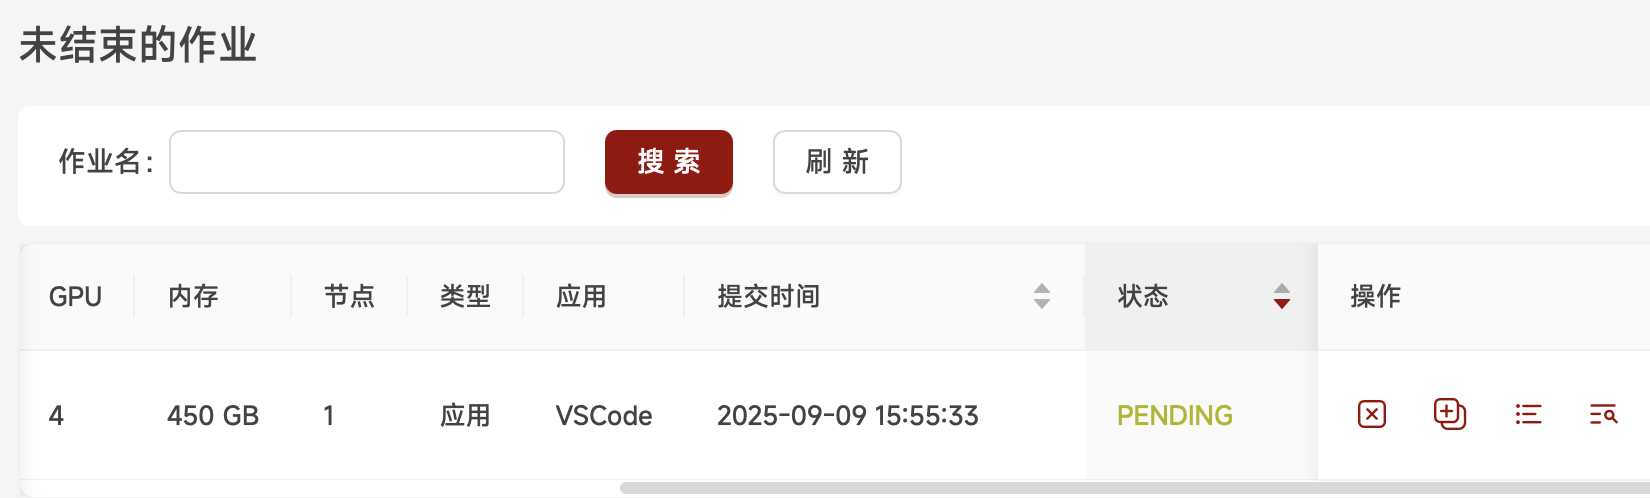 未结束的作业
作业名: 搜 索 刷 新
GPU 内存 节点 类型 应用 提交时间 状态 操作
4 450 GB 1 应用 VSCode 2025-09-09 15:55:33 PENDING